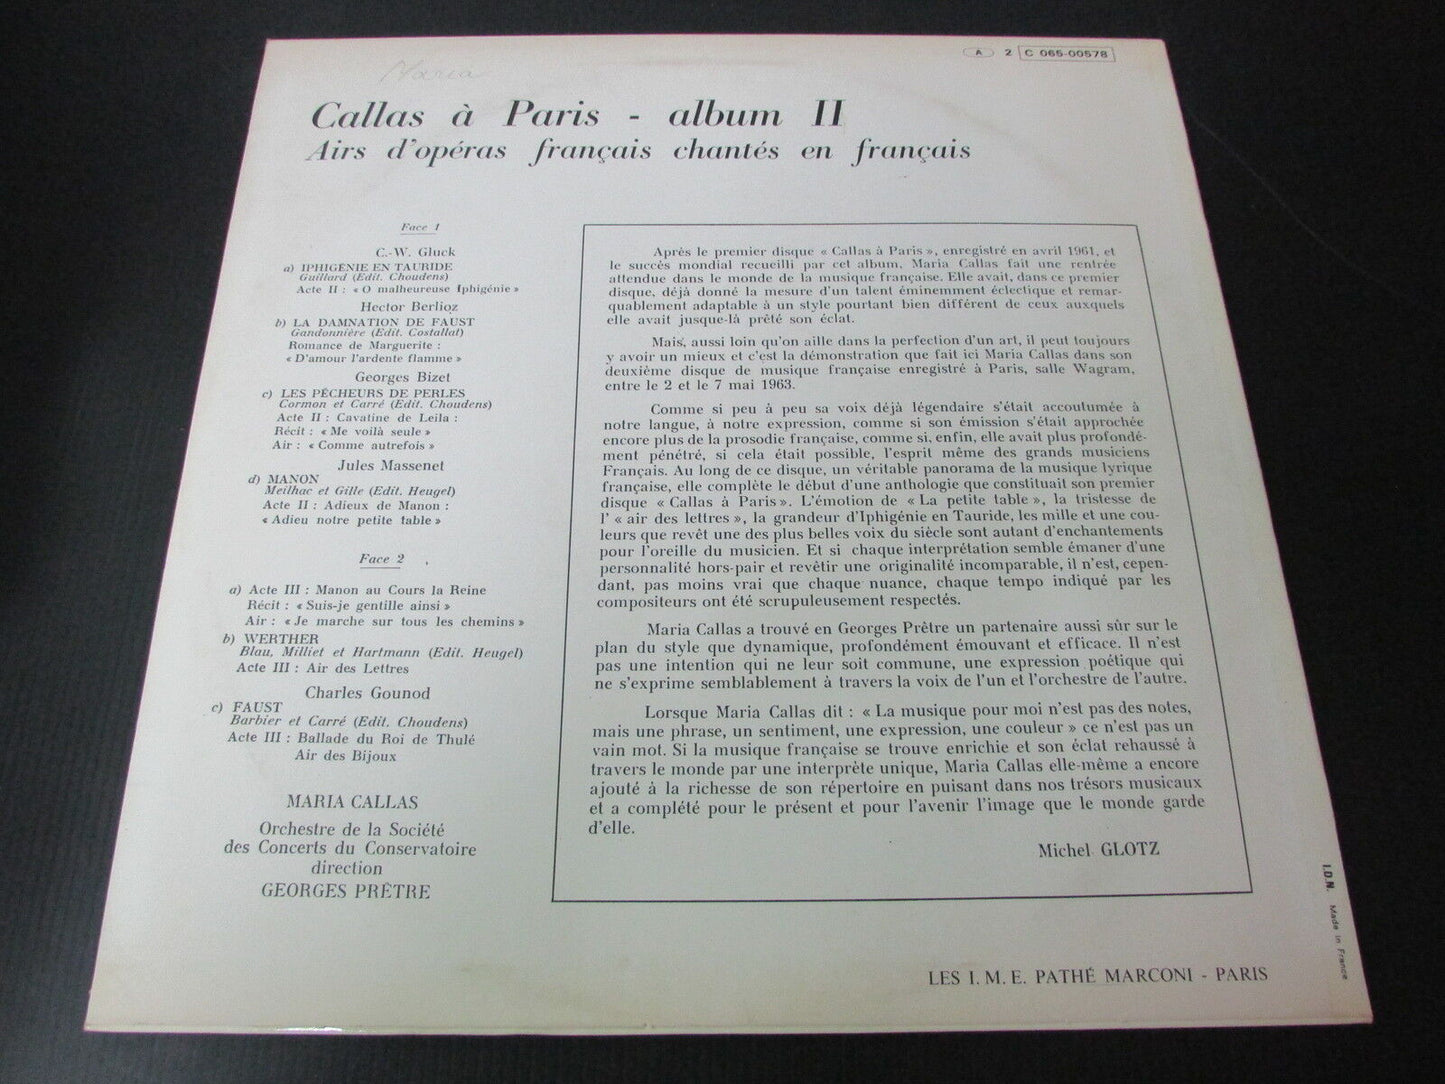 Maria
A 2 C 065-00578
Callas à Paris - album II
Airs d'opéras français chantés en français
Face 1
C.-W. Gluck
a) IPHIGÉNIE EN TAURIDE
Guillard (Edit. Choudens)
Acte II : « O malheureuse Iphigénie »
Hector Berlioz
b) LA DAMNATION DE FAUST
Gandonnière (Edit. Costallat)
Romance de Marguerite :
« D'amour l'ardente flamme »
Georges Bizet
c) LES PÊCHEURS DE PERLES
Cormon et Carré (Edit. Choudens)
Acte II : Cavatine de Leila :
Récit : « Me voilà seule »
Air : « Comme autrefois »
Jules Massenet
d) MANON
Meilhac et Gille (Edit. Heugel)
Acte II : Adieux de Manon :
« Adieu notre petite table »
Face 2
a) Acte III : Manon au Cours la Reine
Récit : « Suis-je gentille ainsi »
Air : « Je marche sur tous les chemins »
b) WERTHER
Blau, Milliet et Hartmann (Edit. Heugel)
Acte III : Air des Lettres
Charles Gounod
c) FAUST
Barbier et Carré (Edit. Choudens)
Acte III : Ballade du Roi de Thulé
Air des Bijoux
MARIA CALLAS
Orchestre de la Société
des Concerts du Conservatoire
direction
GEORGES PRÊTRE
Après le premier disque « Callas à Paris », enregistré en avril 1961, et
le succès mondial recueilli par cet album, Maria Callas fait une rentrée
attendue dans le monde de la musique française. Elle avait, dans ce premier
disque, déjà donné la mesure d'un talent éminemment éclectique et remar-
quablement adaptable à un style pourtant bien différent de ceux auxquels
elle avait jusque-là prêté son éclat.
Mais, aussi loin qu'on aille dans la perfection d'un art, il peut toujours
y avoir un mieux et c'est la démonstration que fait ici Maria Callas dans son
deuxième disque de musique française enregistré à Paris, salle Wagram,
entre le 2 et le 7 mai 1963.
Comme si peu à peu sa voix déjà légendaire s'était accoutumée à
notre langue, à notre expression, comme si son émission s'était approchée
encore plus de la prosodie française, comme si, enfin, elle avait plus profondé-
ment pénétré, si cela était possible, l'esprit même des grands musiciens
Français. Au long de ce disque, un véritable panorama de la musique lyrique
française, elle complète le début d'une anthologie que constituait son premier
disque « Callas à Paris ». L'émotion de « La petite table », la tristesse de
l' « air des lettres », la grandeur d'Iphigénie en Tauride, les mille et une cou-
leurs que revêt une des plus belles voix du siècle sont autant d'enchantements
pour l'oreille du musicien. Et si chaque interprétation semble émaner d'une
personnalité hors-pair et revêtir une originalité incomparable, il n'est, cepen-
dant, pas moins vrai que chaque nuance, chaque tempo indiqué par les
compositeurs ont été scrupuleusement respectés.
Maria Callas a trouvé en Georges Prêtre un partenaire aussi sûr sur le
plan du style que dynamique, profondément émouvant et efficace. Il n'est
pas une intention qui ne leur soit commune, une expression poétique qui
ne s'exprime semblablement à travers la voix de l'un et l'orchestre de l'autre.
Lorsque Maria Callas dit : « La musique pour moi n'est pas des notes,
mais une phrase, un sentiment, une expression, une couleur » ce n'est pas un
vain mot. Si la musique française se trouve enrichie et son éclat rehaussé à
travers le monde par une interprète unique, Maria Callas elle-même a encore
ajouté à la richesse de son répertoire en puisant dans nos trésors musicaux
et a complété pour le présent et pour l'avenir l'image que le monde garde
d'elle.
Michel GLOTZ
I.D.N. Made in France
LES I. M. E. PATHÉ MARCONI - PARIS